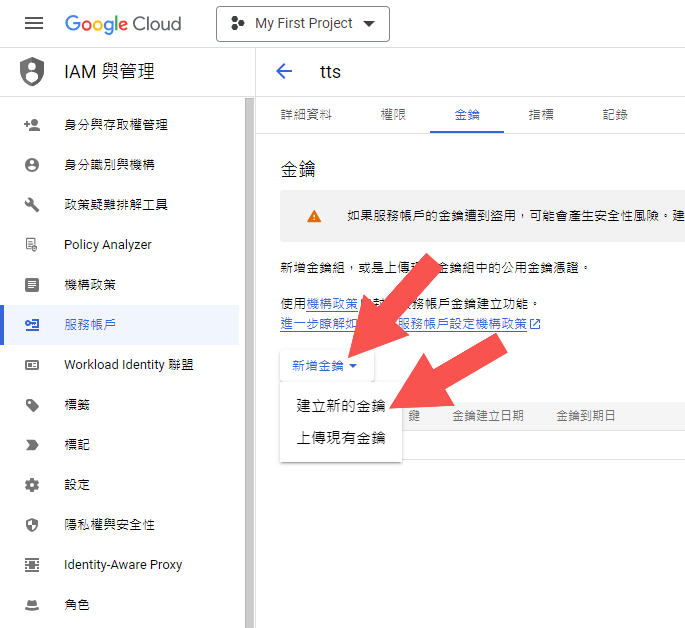 Google Cloud
My First Project
IAM 與管理
tts
身分與存取權管理
身分識別與機構
政策疑難排解工具
Policy Analyzer
機構政策
服務帳戶
Workload Identity 聯盟
標籤
標記
設定
隱私權與安全性
Identity-Aware Proxy
角色
詳細資料 權限 金鑰 指標 記錄
金鑰
如果服務帳戶的金鑰遭到盜用,可能會產生安全性風險。建
新增金鑰組,或是上傳現 金鑰組中的公用金鑰憑證。
使用機構政策 服務帳戶金鑰建立功能。
進一步瞭解如 服務帳戶設定機構政策
新增金鑰
建立新的金鑰
上傳現有金鑰
鍵 金鑰建立日期 金鑰到期日